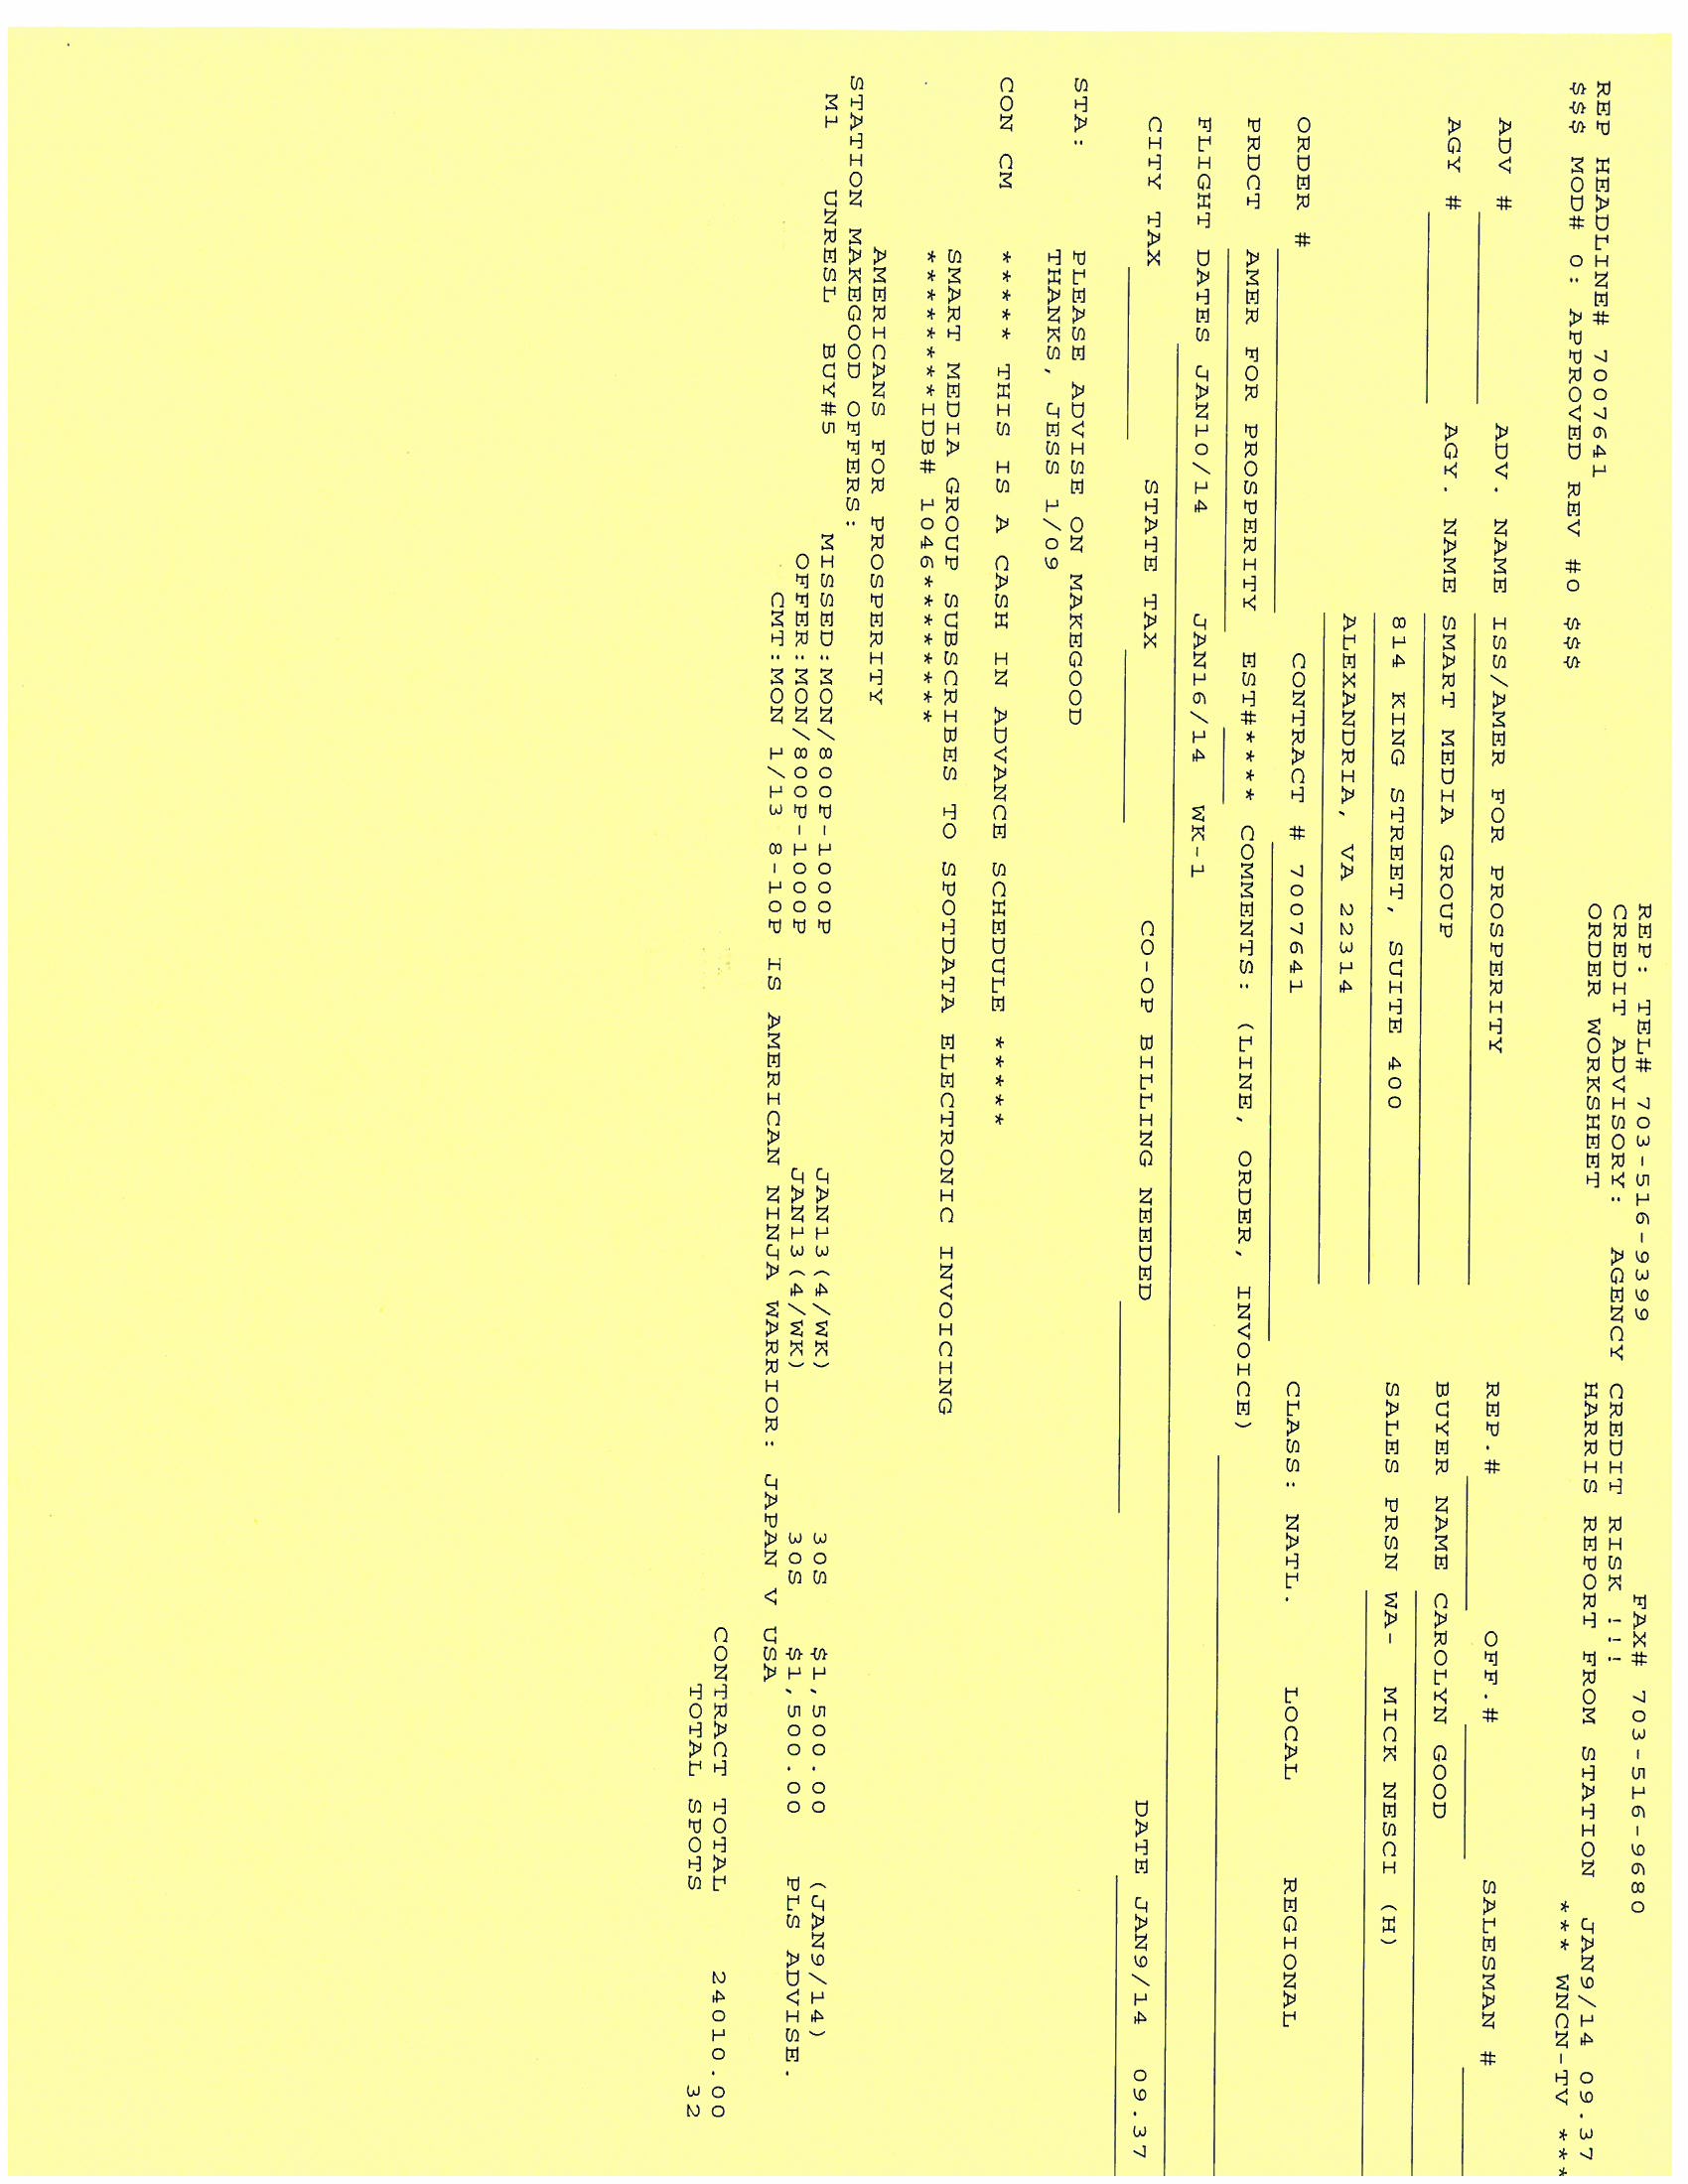 REP: TEL# 703-516-9399 FAX# 703-516-9680
CREDIT ADVISORY: AGENCY CREDIT RISK !!!
REP HEADLINE# 7007641 ORDER WORKSHEET HARRIS REPORT FROM STATION JAN9/14 09.37
$$$ MOD# 0: APPROVED REV #0 $$$ *** WNCN-TV ***
ADV # ADV. NAME ISS/AMER FOR PROSPERITY REP.# OFF.# SALESMAN #
AGY # AGY. NAME SMART MEDIA GROUP BUYER NAME CAROLYN GOOD
814 KING STREET, SUITE 400 SALES PRSN WA- MICK NESCI (H)
ALEXANDRIA, VA 22314
ORDER # CONTRACT # 7007641 CLASS: NATL. LOCAL REGIONAL
PRDCT AMER FOR PROSPERITY EST#**** COMMENTS: (LINE, ORDER, INVOICE)
FLIGHT DATES JAN10/14 JAN16/14 WK-1
CITY TAX STATE TAX CO-OP BILLING NEEDED DATE JAN9/14 09.37
STA: PLEASE ADVISE ON MAKEGOOD
THANKS, JESS 1/09
CON CM ***** THIS IS A CASH IN ADVANCE SCHEDULE *****
SMART MEDIA GROUP SUBSCRIBES TO SPOTDATA ELECTRONIC INVOICING
********IDB# 1046********
AMERICANS FOR PROSPERITY
STATION MAKEGOOD OFFERS:
M1 UNRESL BUY#5 MISSED:MON/800P-1000P JAN13(4/WK) 30S $1,500.00 (JAN9/14)
OFFER:MON/800P-1000P JAN13(4/WK) 30S $1,500.00 PLS ADVISE.
CMT:MON 1/13 8-10P IS AMERICAN NINJA WARRIOR: JAPAN V USA
CONTRACT TOTAL 24010.00
TOTAL SPOTS 32